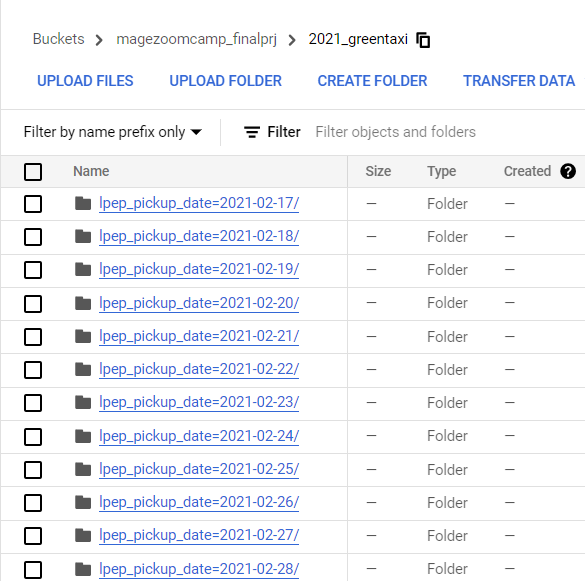 Buckets > magezoomcamp_finalprj > 2021_greentaxi
UPLOAD FILES UPLOAD FOLDER CREATE FOLDER TRANSFER DATA
Filter by name prefix only Filter Filter objects and folders
Name Size Type Created ?
lpep_pickup_date=2021-02-17/ — Folder —
lpep_pickup_date=2021-02-18/ — Folder —
lpep_pickup_date=2021-02-19/ — Folder —
lpep_pickup_date=2021-02-20/ — Folder —
lpep_pickup_date=2021-02-21/ — Folder —
lpep_pickup_date=2021-02-22/ — Folder —
lpep_pickup_date=2021-02-23/ — Folder —
lpep_pickup_date=2021-02-24/ — Folder —
lpep_pickup_date=2021-02-25/ — Folder —
lpep_pickup_date=2021-02-26/ — Folder —
lpep_pickup_date=2021-02-27/ — Folder —
lpep_pickup_date=2021-02-28/ — Folder —